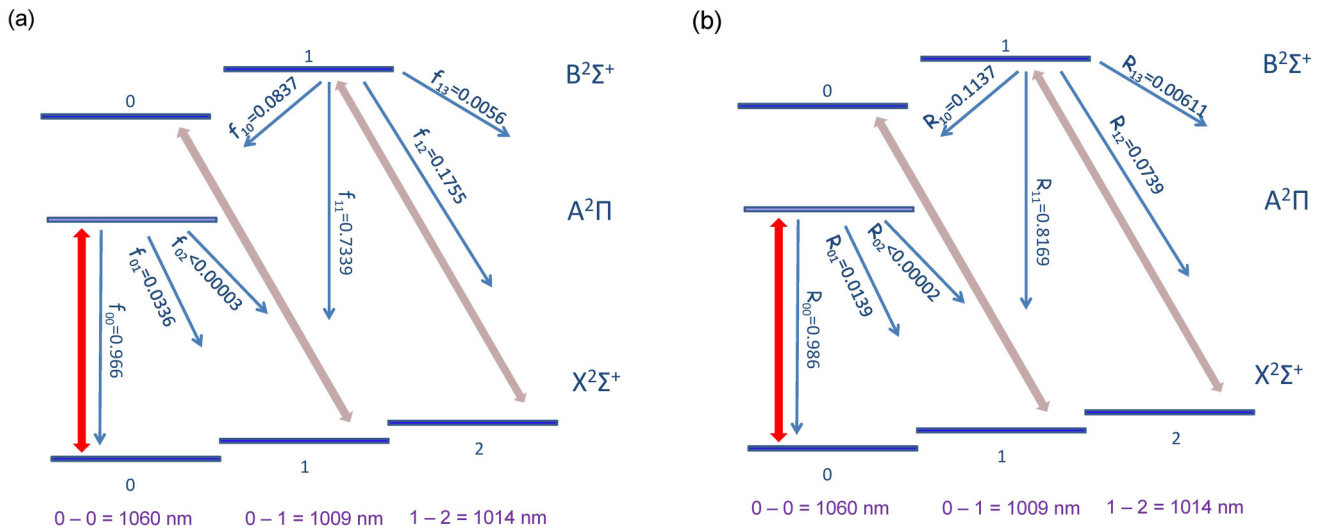 (a)
1
B²Σ⁺
0
f₁₀=0.0837
f₁₃=0.0056
f₁₂=0.1755
f₁₁=0.7339
A²Π
f₀₀=0.966
f₀₁=0.0336
f₀₂<0.00003
X²Σ⁺
0
1
2
0 – 0 = 1060 nm
0 – 1 = 1009 nm
1 – 2 = 1014 nm
(b)
1
B²Σ⁺
0
R₁₀=0.1137
R₁₃=0.00611
R₁₂=0.0739
R₁₁=0.8169
A²Π
R₀₀=0.986
R₀₁=0.0139
R₀₂<0.00002
X²Σ⁺
0
1
2
0 – 0 = 1060 nm
0 – 1 = 1009 nm
1 – 2 = 1014 nm